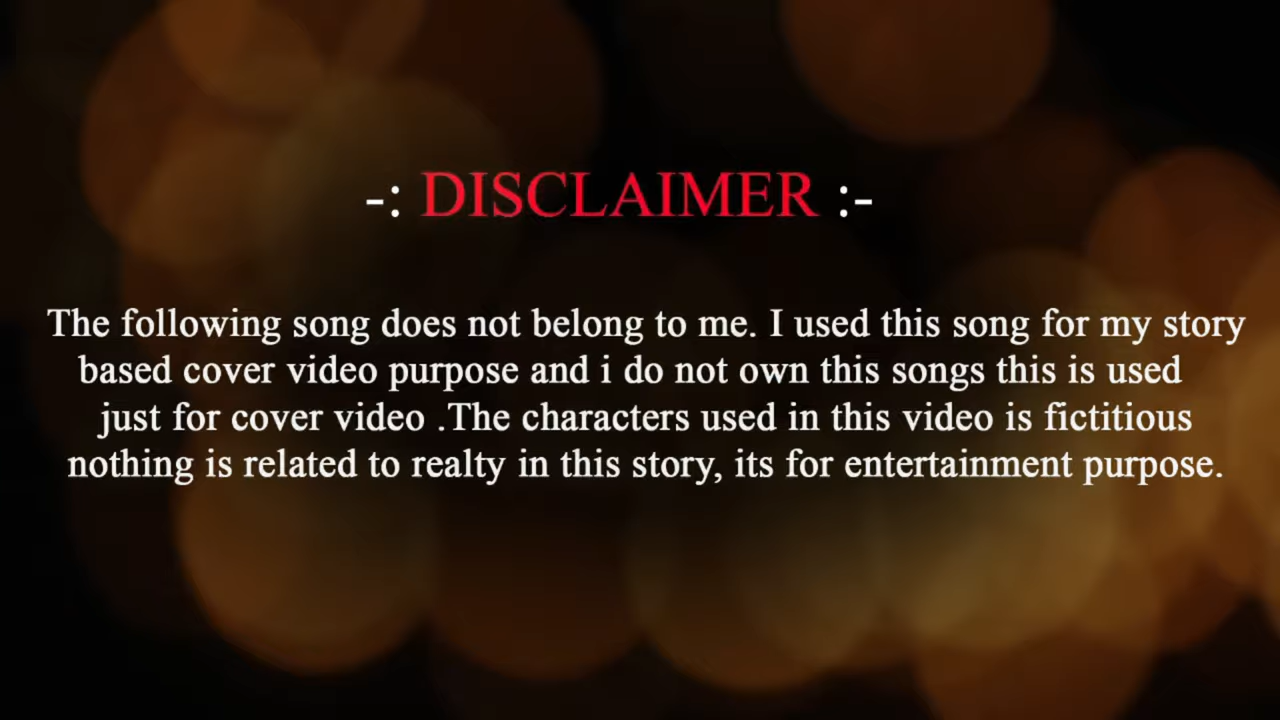 -: DISCLAIMER :-
The following song does not belong to me. I used this song for my story
based cover video purpose and i do not own this songs this is used
just for cover video .The characters used in this video is fictitious
nothing is related to realty in this story, its for entertainment purpose.